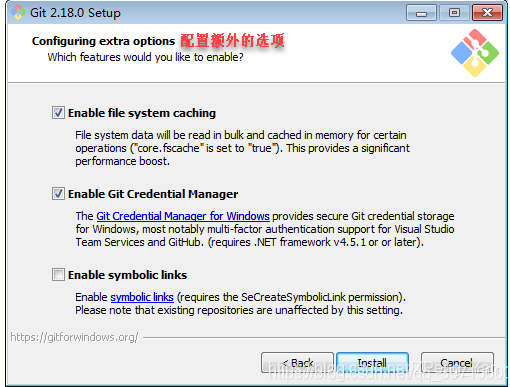 Git 2.18.0 Setup
Configuring extra options 配置额外的选项
Which features would you like to enable?
Enable file system caching
File system data will be read in bulk and cached in memory for certain
operations ("core.fscache" is set to "true"). This provides a significant
performance boost.
Enable Git Credential Manager
The Git Credential Manager for Windows provides secure Git credential storage
for Windows, most notably multi-factor authentication support for Visual Studio
Team Services and GitHub. (requires .NET framework v4.5.1 or or later).
Enable symbolic links
Enable symbolic links (requires the SeCreateSymbolicLink permission).
Please note that existing repositories are unaffected by this setting.
https://gitforwindows.org/
< Back Install Cancel